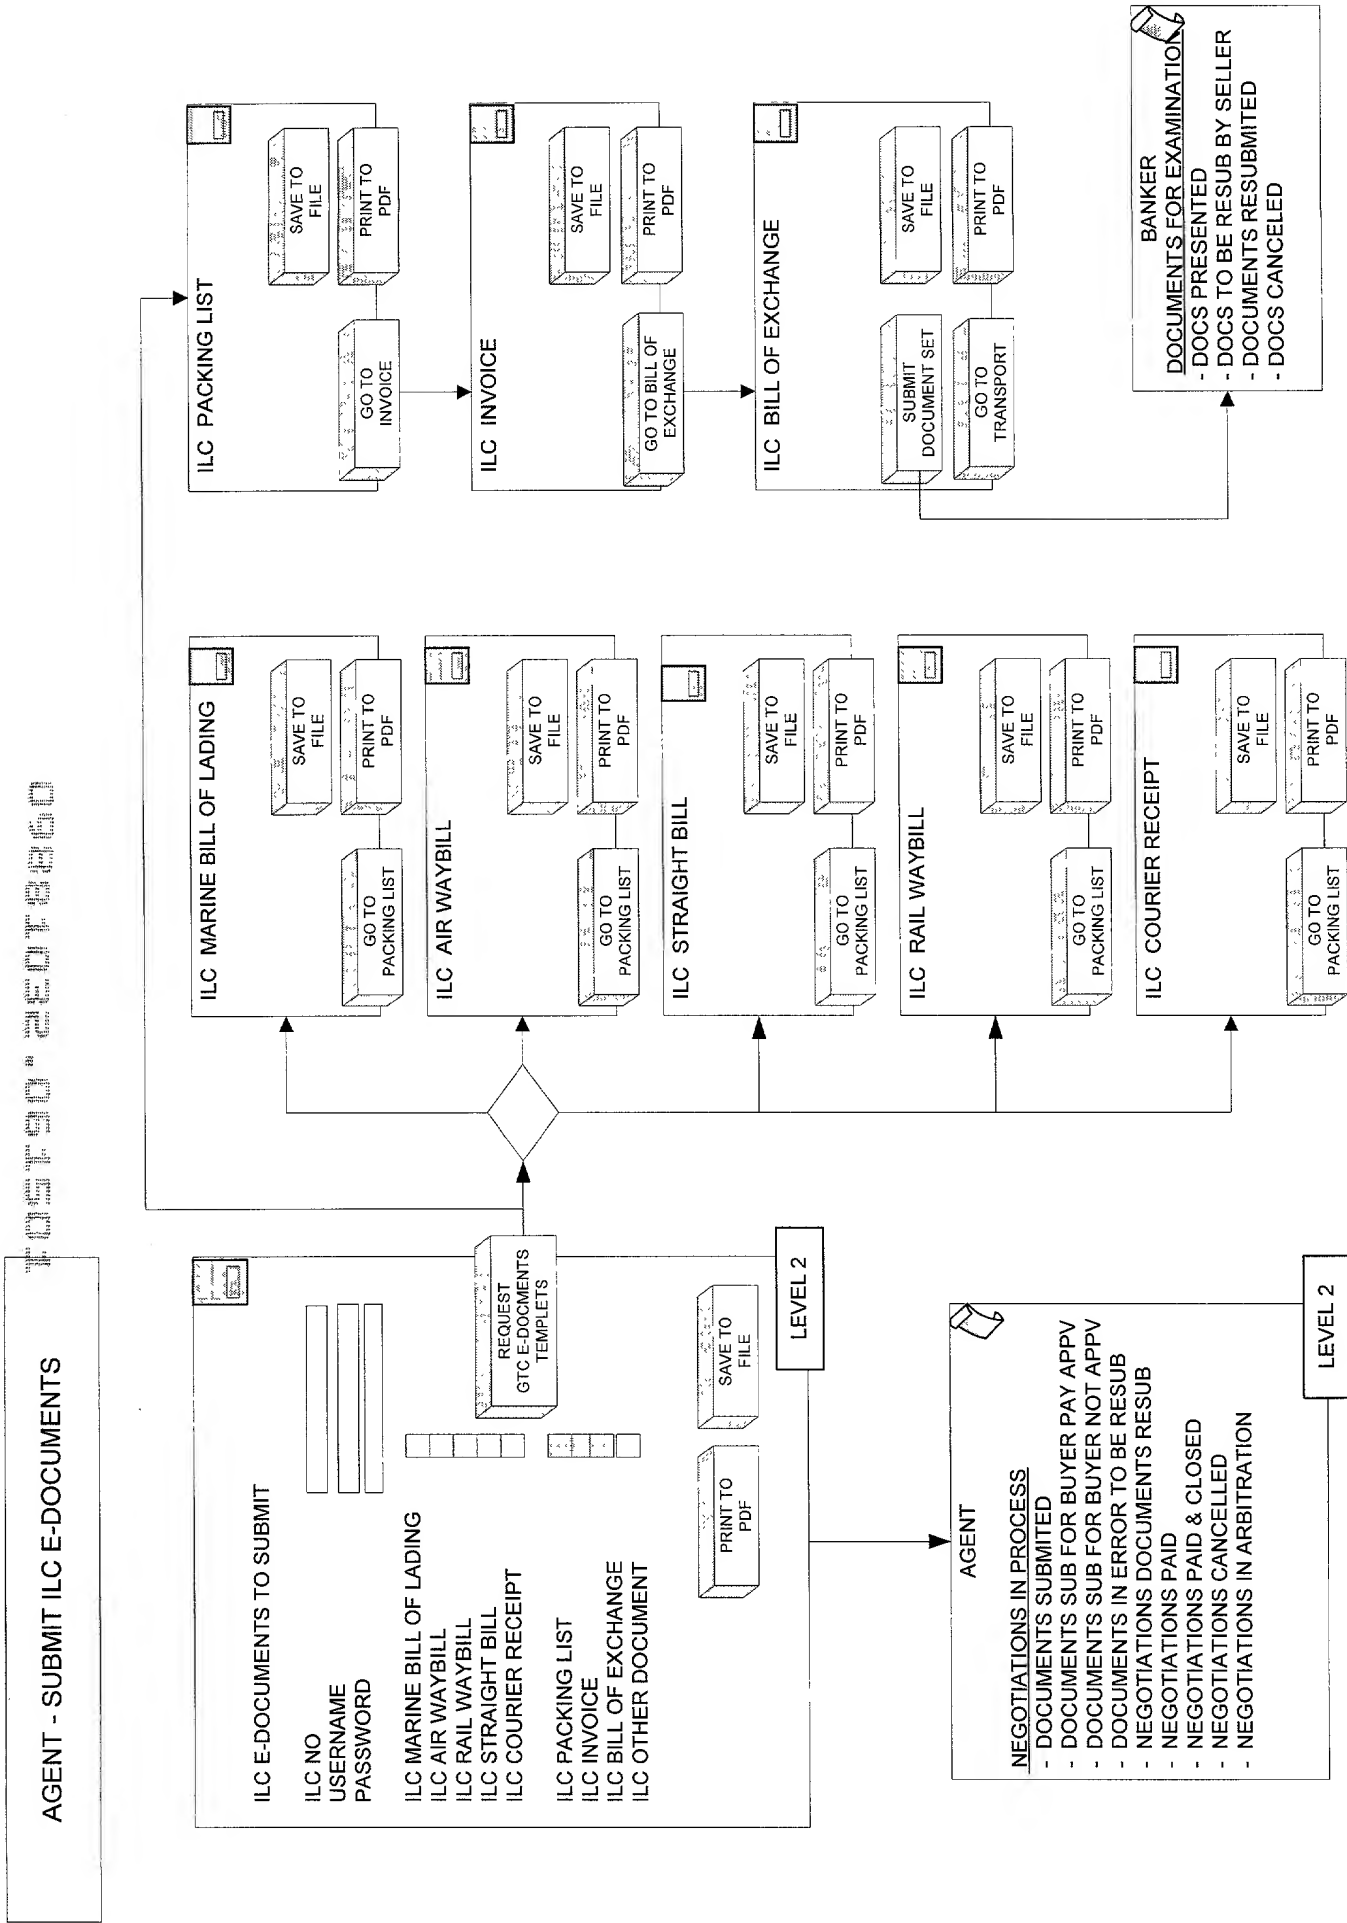 AGENT - SUBMIT ILC E-DOCUMENTS
ILC E-DOCUMENTS TO SUBMIT
ILC NO
USERNAME
PASSWORD
ILC MARINE BILL OF LADING
ILC AIR WAYBILL
ILC RAIL WAYBILL
ILC STRAIGHT BILL
ILC COURIER RECEIPT
ILC PACKING LIST
ILC INVOICE
ILC BILL OF EXCHANGE
ILC OTHER DOCUMENT
REQUEST
GTC E-DOCMENTS
TEMPLETS
PRINT TO
PDF
SAVE TO
FILE
LEVEL 2
AGENT
NEGOTIATIONS IN PROCESS
- DOCUMENTS SUBMITED
- DOCUMENTS SUB FOR BUYER PAY APPV
- DOCUMENTS SUB FOR BUYER NOT APPV
- DOCUMENTS IN ERROR TO BE RESUB
- NEGOTIATIONS DOCUMENTS RESUB
- NEGOTIATIONS PAID
- NEGOTIATIONS PAID & CLOSED
- NEGOTIATIONS CANCELLED
- NEGOTIATIONS IN ARBITRATION
LEVEL 2
ILC MARINE BILL OF LADING
SAVE TO
FILE
GO TO
PACKING LIST
PRINT TO
PDF
ILC AIR WAYBILL
SAVE TO
FILE
GO TO
PACKING LIST
PRINT TO
PDF
ILC STRAIGHT BILL
SAVE TO
FILE
GO TO
PACKING LIST
PRINT TO
PDF
ILC RAIL WAYBILL
SAVE TO
FILE
GO TO
PACKING LIST
PRINT TO
PDF
ILC COURIER RECEIPT
SAVE TO
FILE
GO TO
PACKING LIST
PRINT TO
PDF
ILC PACKING LIST
SAVE TO
FILE
GO TO
INVOICE
PRINT TO
PDF
ILC INVOICE
SAVE TO
FILE
GO TO BILL OF
EXCHANGE
PRINT TO
PDF
ILC BILL OF EXCHANGE
SUBMIT
DOCUMENT SET
SAVE TO
FILE
GO TO
TRANSPORT
PRINT TO
PDF
BANKER
DOCUMENTS FOR EXAMINATION
- DOCS PRESENTED
- DOCS TO BE RESUB BY SELLER
- DOCUMENTS RESUBMITED
- DOCS CANCELED